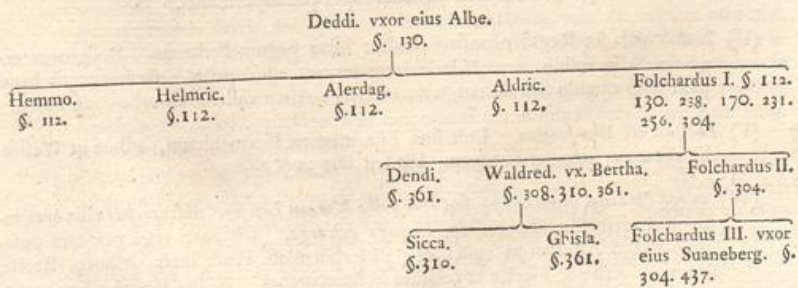 Deddi. vxor eius Albe.
§. 130.
Hemmo. Helmric. Alerdag. Aldric. Folchardus I. §. 112.
§. 112. §.112. §.112. §. 112. 130. 238. 170. 231.
256. 304.
Dendi. Waldred. vx. Bertha. Folchardus II.
§. 361. §. 308. 310. 361. §. 304.
Sicca. Ghisla. Folchardus III. vxor
§.310. §.361. eius Suaneberg. §.
304. 437.